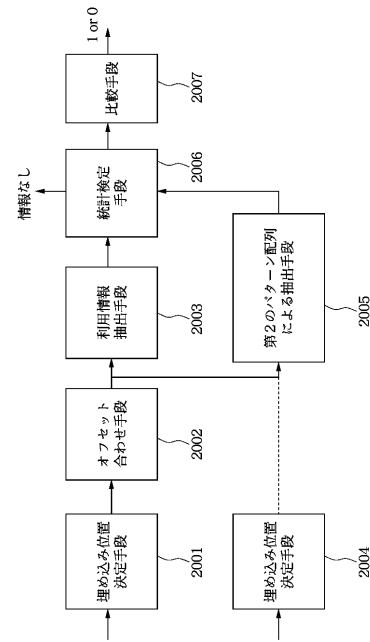 埋め込み位置
決定手段
2001
オフセット
合わせ手段
2002
利用情報
抽出手段
2003
統計検定
手段
2006
情報なし
比較手段
2007
1 or 0
埋め込み位置
決定手段
2004
第2のパターン配列
による抽出手段
2005